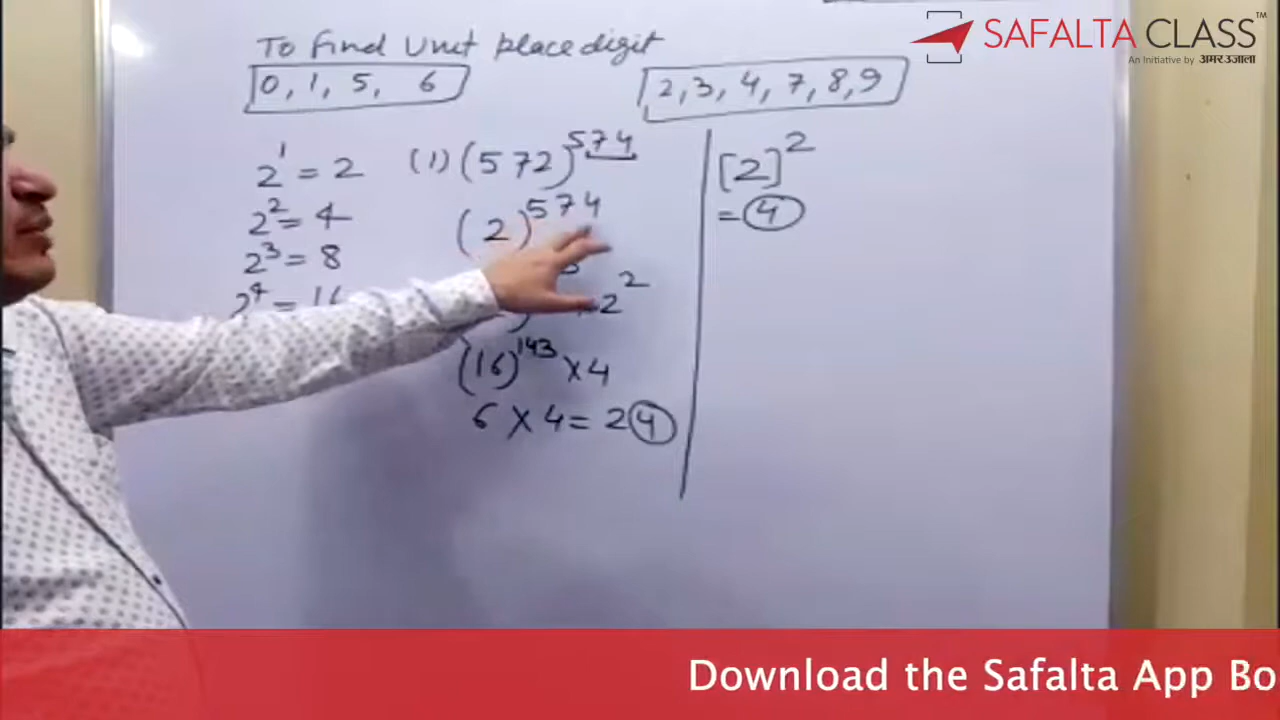 SAFALTA CLASS™
An Initiative by अमर उजाला
To Find Unit place digit
0, 1, 5, 6
2, 3, 4, 7, 8, 9
2¹ = 2
2² = 4
2³ = 8
2⁴ = 16
(1) (572)⁵⁷⁴
(2)⁵⁷⁴
2²
(16)¹⁴³ × 4
6 × 4 = 24
[2]²
= 4
Download the Safalta App Bo